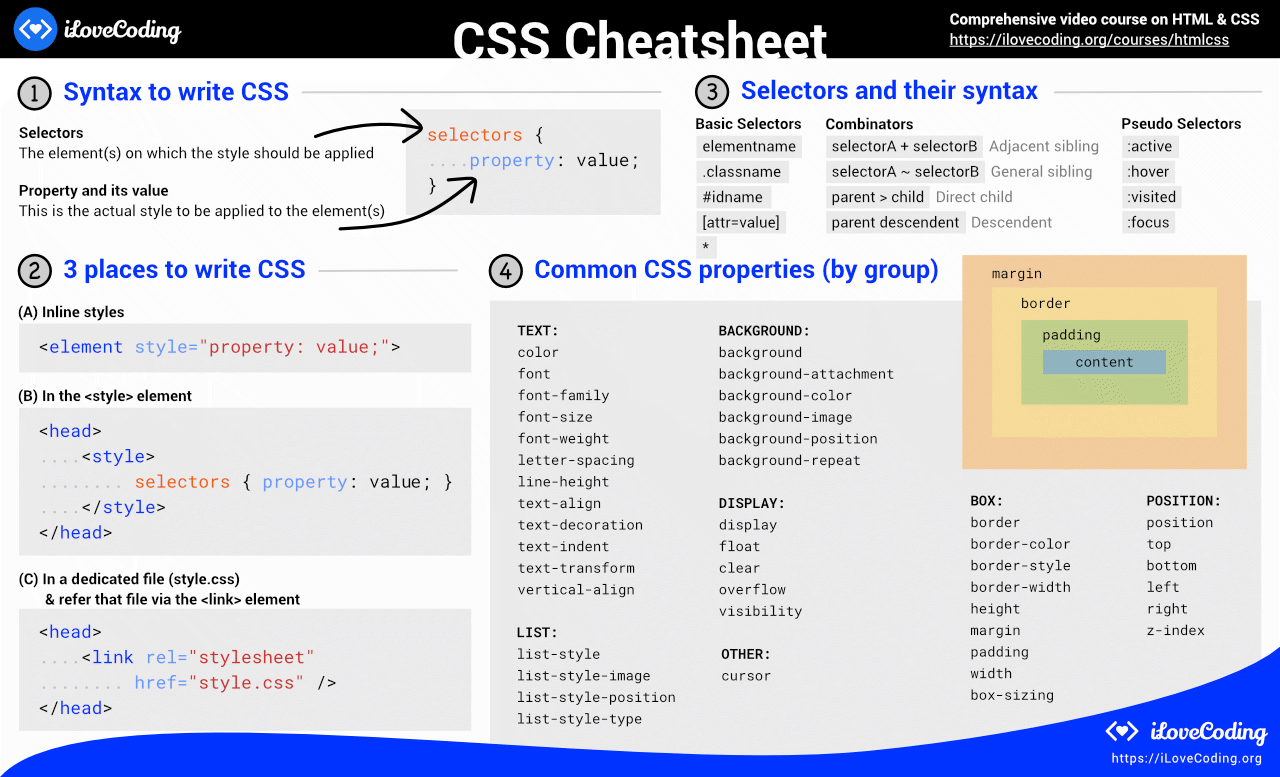 iLoveCoding
CSS Cheatsheet
Comprehensive video course on HTML & CSS
https://ilovecoding.org/courses/htmlcss
1 Syntax to write CSS
Selectors
The element(s) on which the style should be applied
Property and its value
This is the actual style to be applied to the element(s)
selectors {
....property: value;
}
2 3 places to write CSS
(A) Inline styles
<element style="property: value;">
(B) In the <style> element
<head>
....<style>
........ selectors { property: value; }
....</style>
</head>
(C) In a dedicated file (style.css)
& refer that file via the <link> element
<head>
....<link rel="stylesheet"
........ href="style.css" />
</head>
3 Selectors and their syntax
Basic Selectors
elementname
.classname
#idname
[attr=value]
*
Combinators
selectorA + selectorB Adjacent sibling
selectorA ~ selectorB General sibling
parent > child Direct child
parent descendent Descendent
Pseudo Selectors
:active
:hover
:visited
:focus
4 Common CSS properties (by group)
TEXT:
color
font
font-family
font-size
font-weight
letter-spacing
line-height
text-align
text-decoration
text-indent
text-transform
vertical-align
LIST:
list-style
list-style-image
list-style-position
list-style-type
BACKGROUND:
background
background-attachment
background-color
background-image
background-position
background-repeat
DISPLAY:
display
float
clear
overflow
visibility
OTHER:
cursor
margin
border
padding
content
BOX:
border
border-color
border-style
border-width
height
margin
padding
width
box-sizing
POSITION:
position
top
bottom
left
right
z-index
iLoveCoding
https://iLoveCoding.org